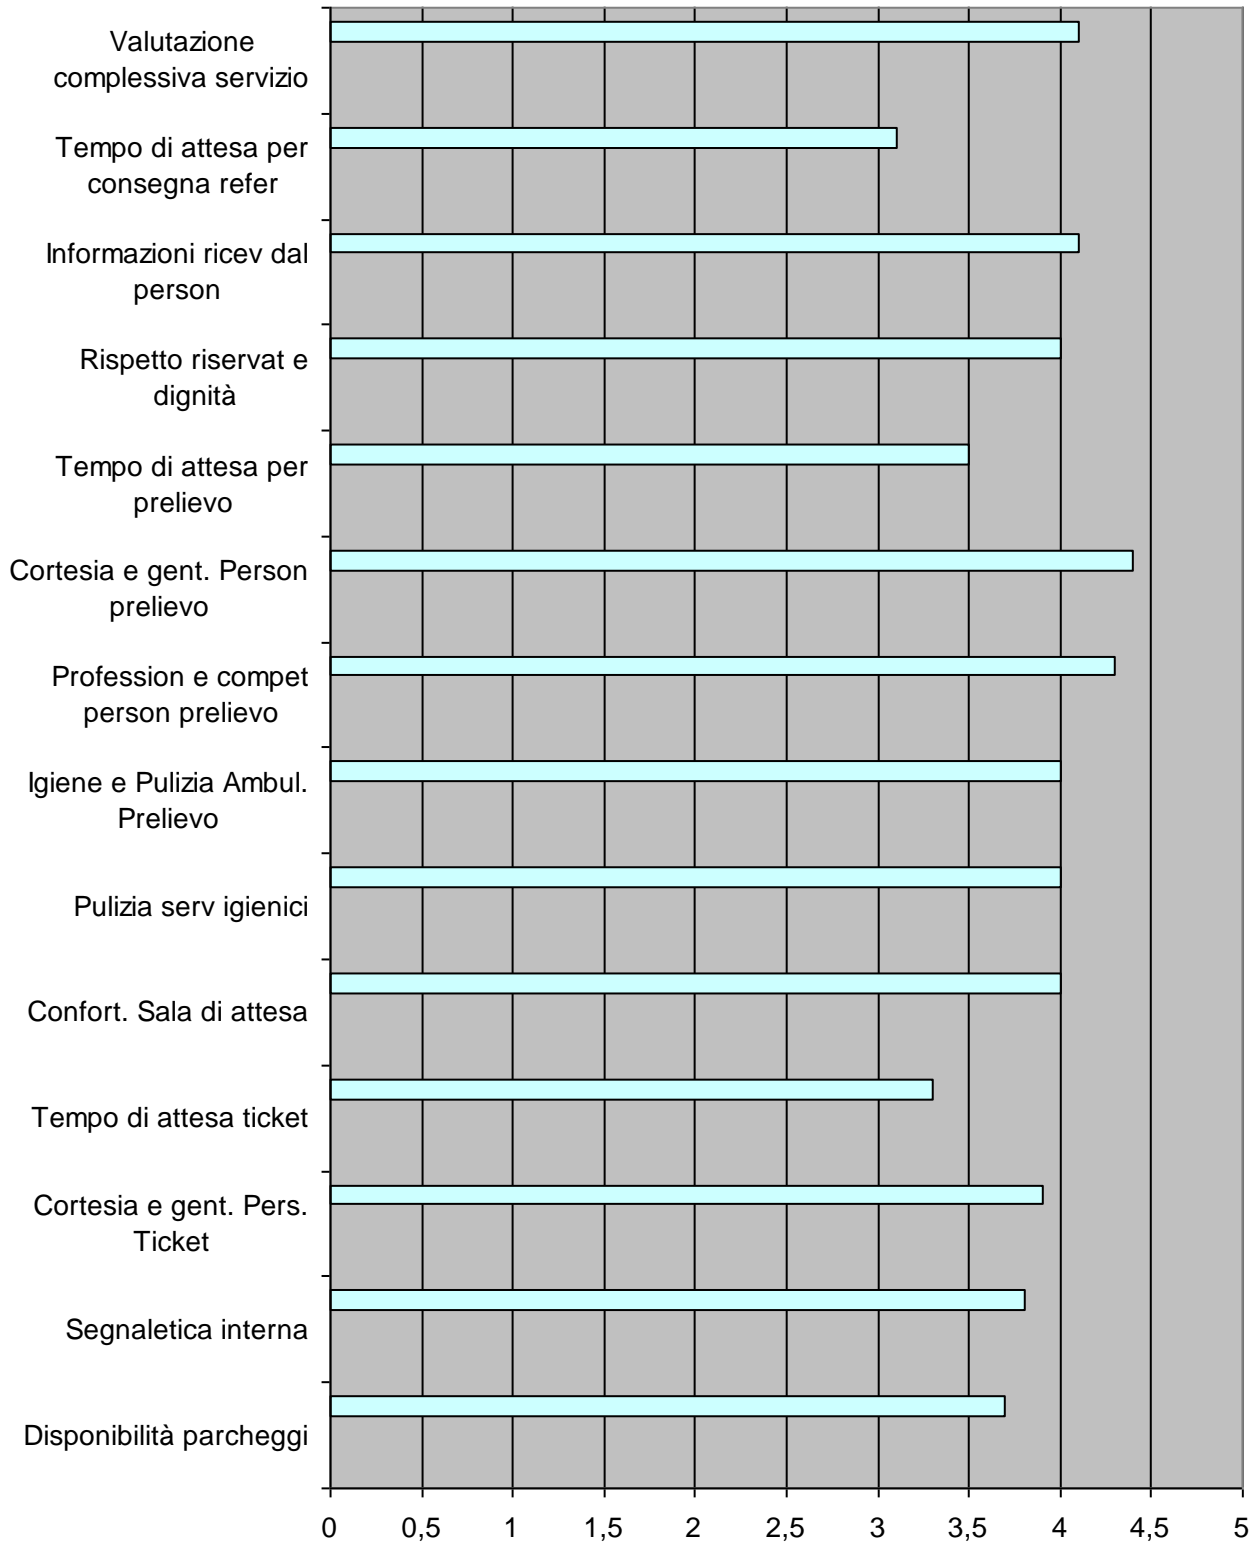 Valutazione
complessiva servizio
Tempo di attesa per
consegna refer
Informazioni ricev dal
person
Rispetto riservat e
dignità
Tempo di attesa per
prelievo
Cortesia e gent. Person
prelievo
Profession e compet
person prelievo
Igiene e Pulizia Ambul.
Prelievo
Pulizia serv igienici
Confort. Sala di attesa
Tempo di attesa ticket
Cortesia e gent. Pers.
Ticket
Segnaletica interna
Disponibilità parcheggi
0 0,5 1 1,5 2 2,5 3 3,5 4 4,5 5